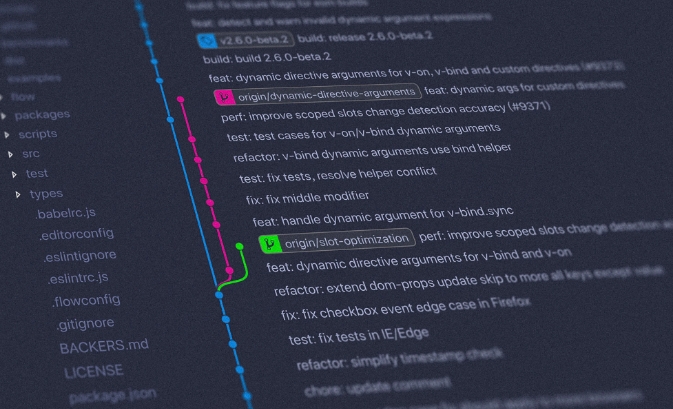 build: fix feature flags for esm builds
feat: detect and warn invalid dynamic argument expressions
v2.6.0-beta.2 build: release 2.6.0-beta.2
build: build 2.6.0-beta.2
feat: dynamic directive arguments for v-on, v-bind and custom directives (#9373)
origin/dynamic-directive-arguments feat: dynamic args for custom directives
perf: improve scoped slots change detection accuracy (#9371)
test: test cases for v-on/v-bind dynamic arguments
refactor: v-bind dynamic arguments use bind helper
test: fix tests, resolve helper conflict
fix: fix middle modifier
feat: handle dynamic argument for v-bind.sync
origin/slot-optimization perf: improve scoped slots change detection
feat: dynamic directive arguments for v-bind and v-on
refactor: extend dom-props update skip to more all keys except value
fix: fix checkbox event edge case in Firefox
test: fix tests in IE/Edge
refactor: simplify timestamp check
chore: update comment
examples
flow
packages
scripts
src
test
types
.babelrc.js
.editorconfig
.eslintignore
.eslintrc.js
.flowconfig
.gitignore
BACKERS.md
LICENSE
package.json